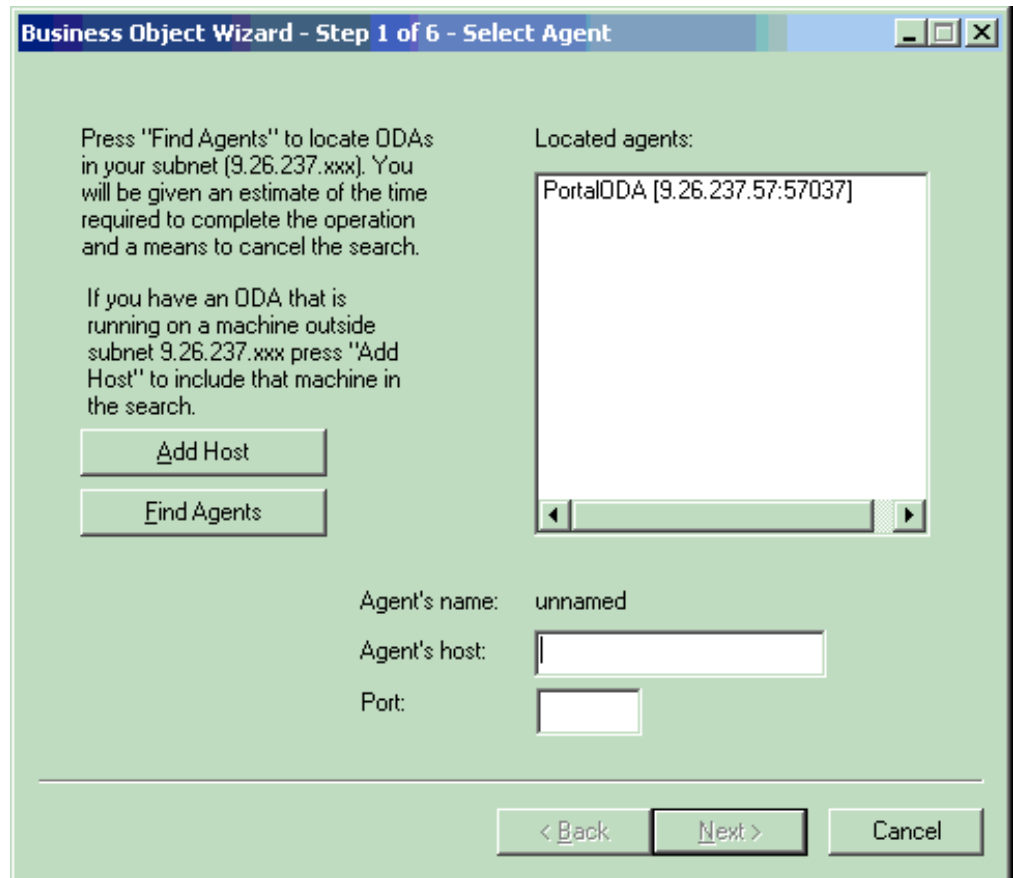 Business Object Wizard - Step 1 of 6 - Select Agent
Press "Find Agents" to locate ODAs
in your subnet (9.26.237.xxx). You
will be given an estimate of the time
required to complete the operation
and a means to cancel the search.
If you have an ODA that is
running on a machine outside
subnet 9.26.237.xxx press "Add
Host" to include that machine in
the search.
Add Host
Find Agents
Located agents:
PortalODA [9.26.237.57:57037]
Agent's name: unnamed
Agent's host:
Port:
< Back Next > Cancel